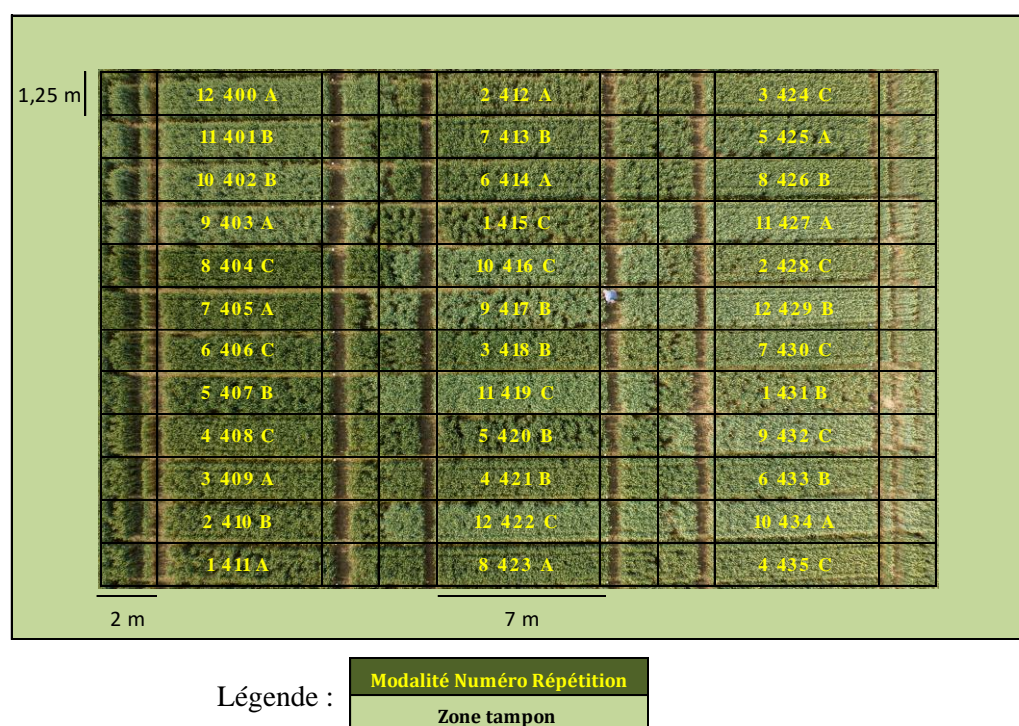 1,25 m
12 400 A 2 412 A 3 424 C
11 401 B 7 413 B 5 425 A
10 402 B 6 414 A 8 426 B
9 403 A 1 415 C 11 427 A
8 404 C 10 416 C 2 428 C
7 405 A 9 417 B 12 429 B
6 406 C 3 418 B 7 430 C
5 407 B 11 419 C 1 431 B
4 408 C 5 420 B 9 432 C
3 409 A 4 421 B 6 433 B
2 410 B 12 422 C 10 434 A
1 411 A 8 423 A 4 435 C
2 m 7 m
Légende :
Modalité Numéro Répétition
Zone tampon